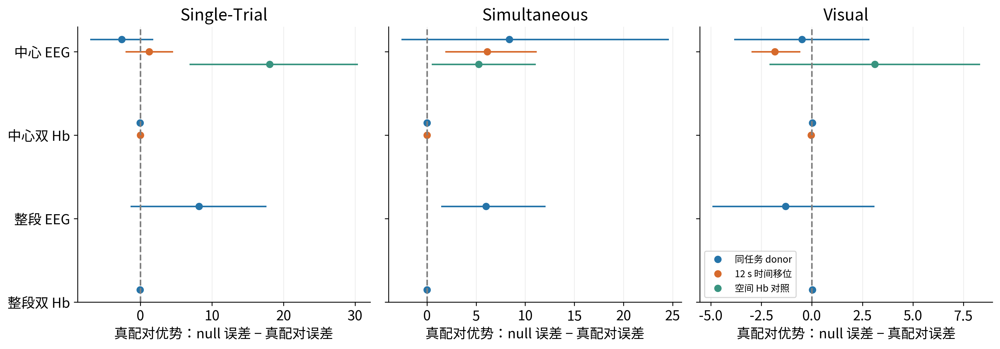 Single-Trial
Simultaneous
Visual
中心 EEG
中心双 Hb
整段 EEG
整段双 Hb
0 10 20 30
0 5 10 15 20 25
-5.0 -2.5 0.0 2.5 5.0 7.5
真配对优势：null 误差 − 真配对误差
真配对优势：null 误差 − 真配对误差
真配对优势：null 误差 − 真配对误差
同任务 donor
12 s 时间移位
空间 Hb 对照